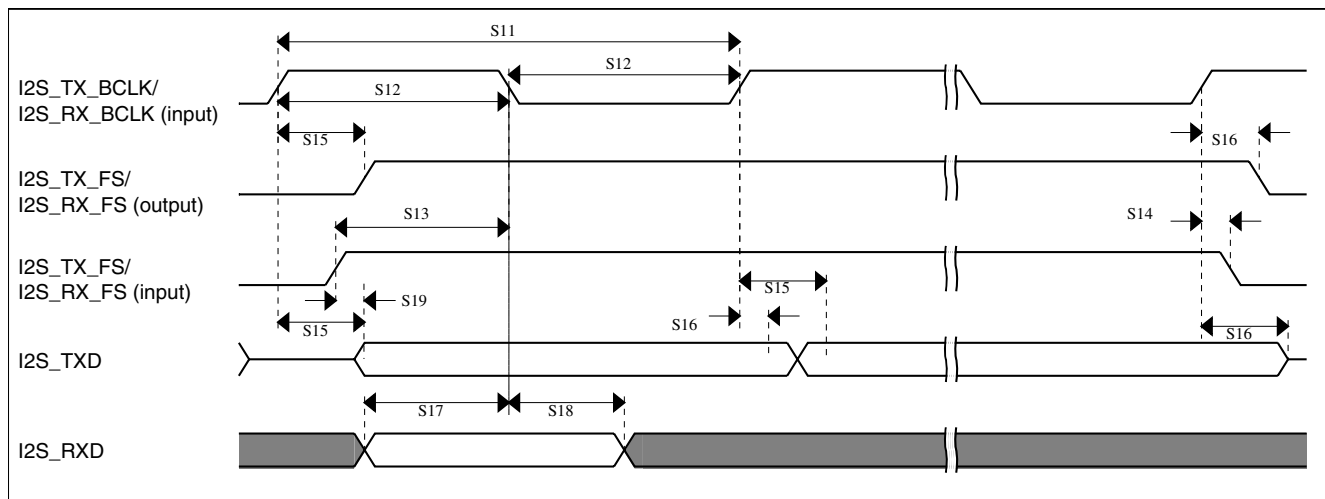 S11
S12
I2S_TX_BCLK/
I2S_RX_BCLK (input)
S12
S15
S16
I2S_TX_FS/
I2S_RX_FS (output)
S13
S14
I2S_TX_FS/
I2S_RX_FS (input)
S15
S19
S15
S16
S16
I2S_TXD
S17
S18
I2S_RXD